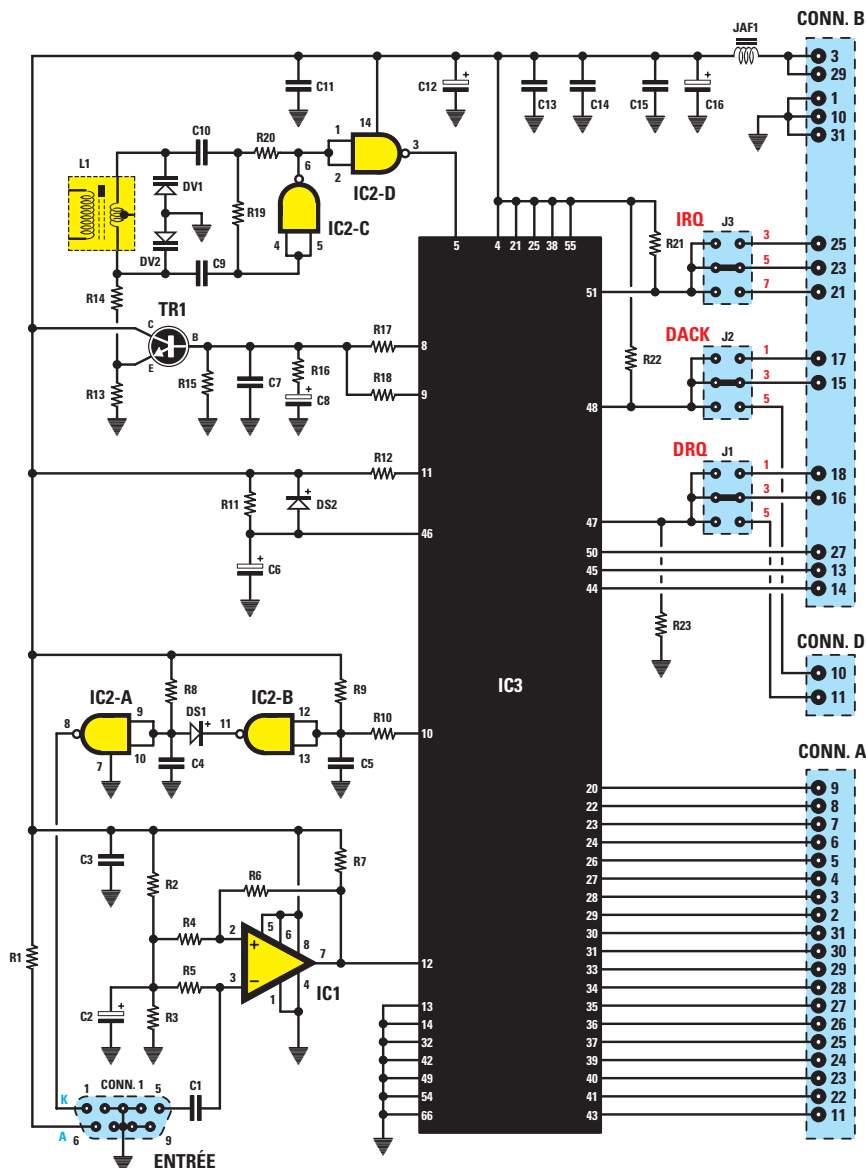 CONN. B
JAF1
3
29
1
10
31
C11
C12
+
C13
C14
C15
C16
+
14
C10
R20
1
2
3
6
IC2-D
L1
DV1
R19
IC2-C
4
5
DV2
C9
5
4
21
25
38
55
R21
IRQ
J3
3
5
7
25
23
21
51
R14
TR1
C
B
E
R13
R15
C7
R16
+
C8
R17
R18
8
9
R22
DACK
J2
1
3
5
17
15
48
R12
11
R11
+
DS2
46
+
C6
DRQ
J1
1
3
5
18
16
47
50
45
44
27
13
14
R23
CONN. D
10
11
IC3
IC2-A
R8
DS1
+
IC2-B
R9
R10
8
9
10
7
11
12
13
10
C4
C5
CONN. A
20
22
23
24
26
27
28
29
30
31
33
34
35
36
37
39
40
41
43
9
8
7
6
5
4
3
2
31
30
29
28
27
26
25
24
23
22
11
C3
R2
R6
R7
R1
R4
R5
2
3
+
−
5
6
8
7
1
4
IC1
12
C2
+
R3
13
14
32
42
49
54
66
CONN. 1
K
1
5
C1
A
6
9
ENTRÉE